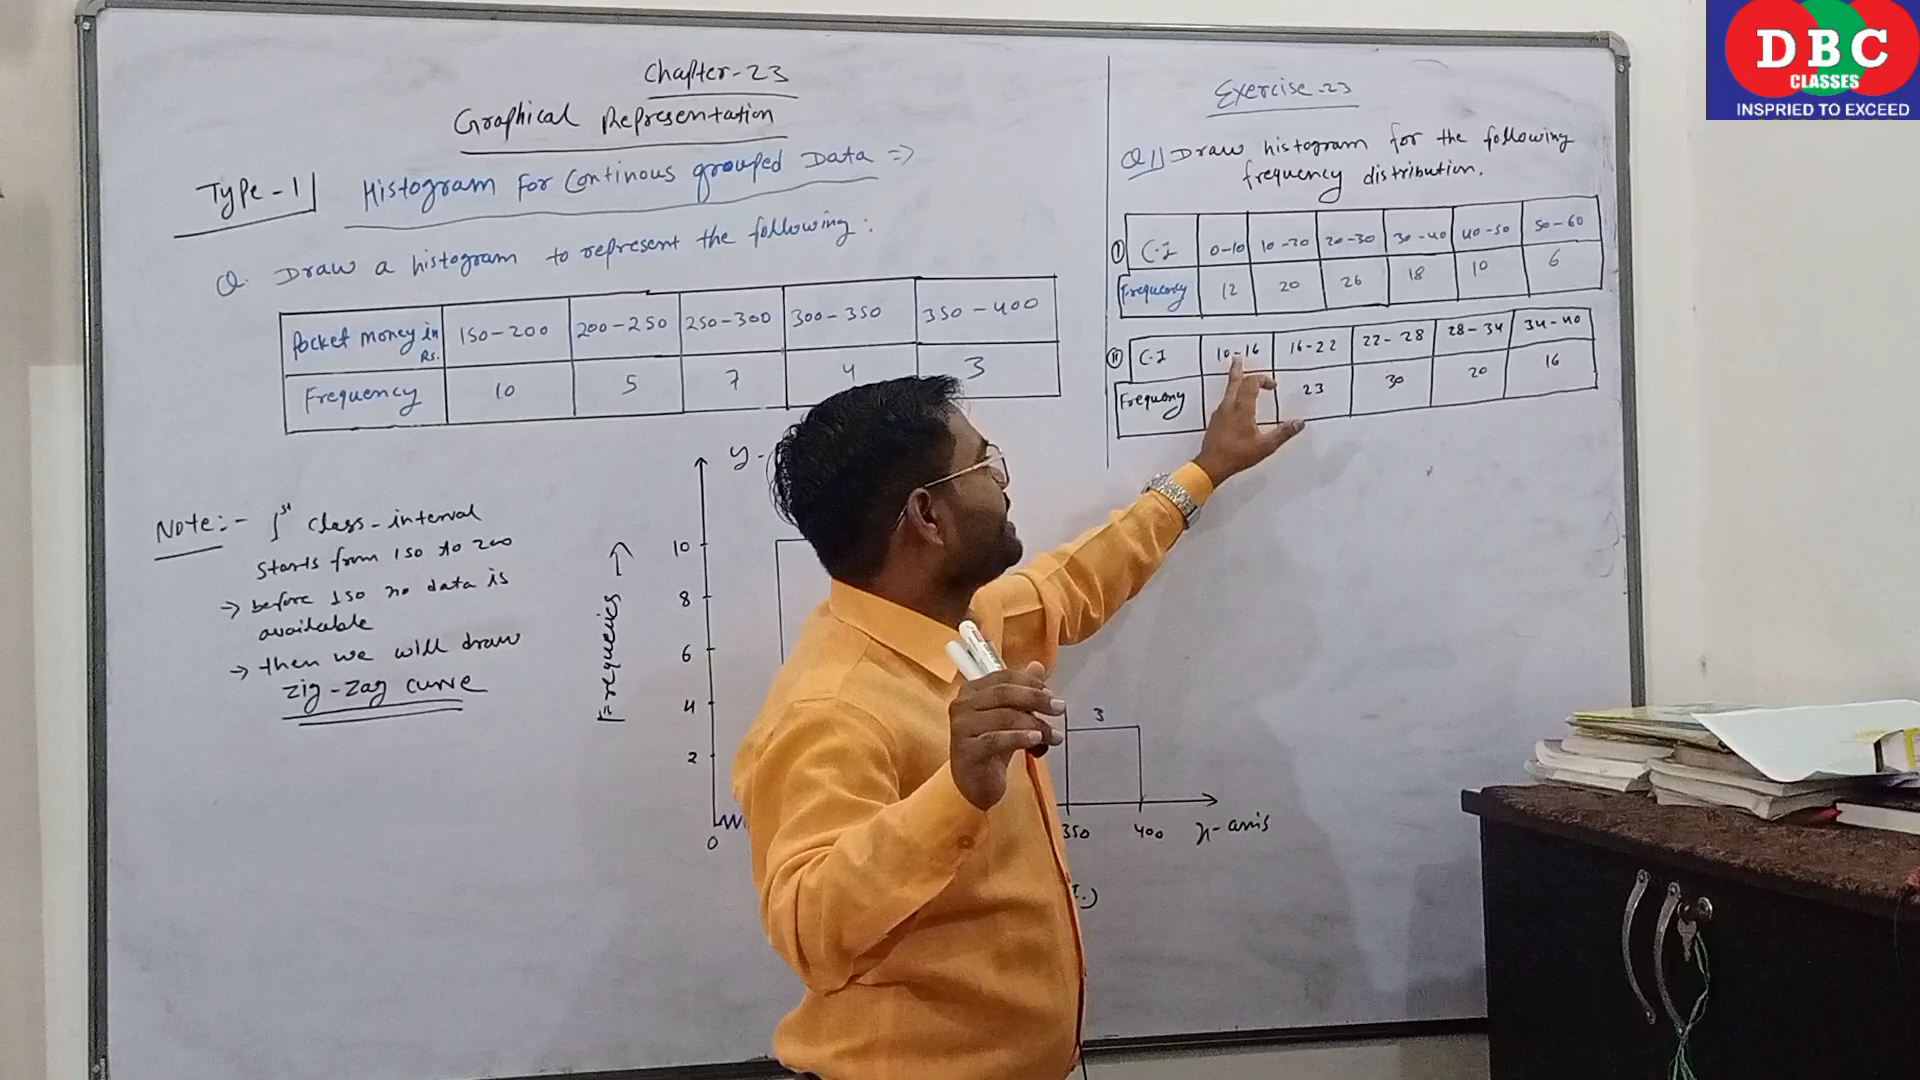 Chapter-23
Graphical Representation
Type-1 Histogram For Continous grouped Data =>
Q. Draw a histogram to represent the following:
Pocket money in Rs. 150-200 200-250 250-300 300-350 350-400
Frequency 10 5 7 4 3
Note:- 1st class-interval
starts from 150 to 200
→ before 150 no data is
available
→ then we will draw
zig-zag curve
y-
Frequencies →
10
8
6
4
2
0
3
350 400 x-axis
Exercise-23
Q1) Draw histogram for the following
frequency distribution.
(I) C.I 0-10 10-20 20-30 30-40 40-50 50-60
Frequency 12 20 26 18 10 6
(II) C.I 10-16 16-22 22-28 28-34 34-40
Frequeny 23 30 20 16
DBC
CLASSES
INSPRIED TO EXCEED